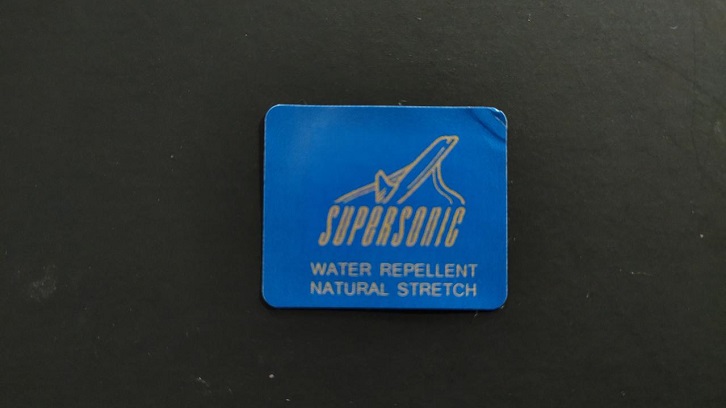 SUPERSONIC
WATER REPELLENT
NATURAL STRETCH